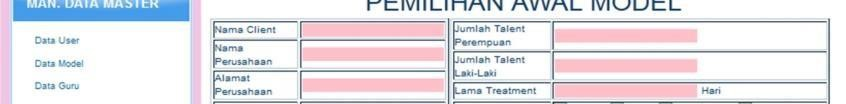 MAN. DATA MASTER
Data User
Data Model
Data Guru
PEMILIHAN AWAL MODEL
Nama Client
Nama
Perusahaan
Alamat
Perusahaan
Jumlah Talent
Perempuan
Jumlah Talent
Laki-Laki
Lama Treatment
Hari